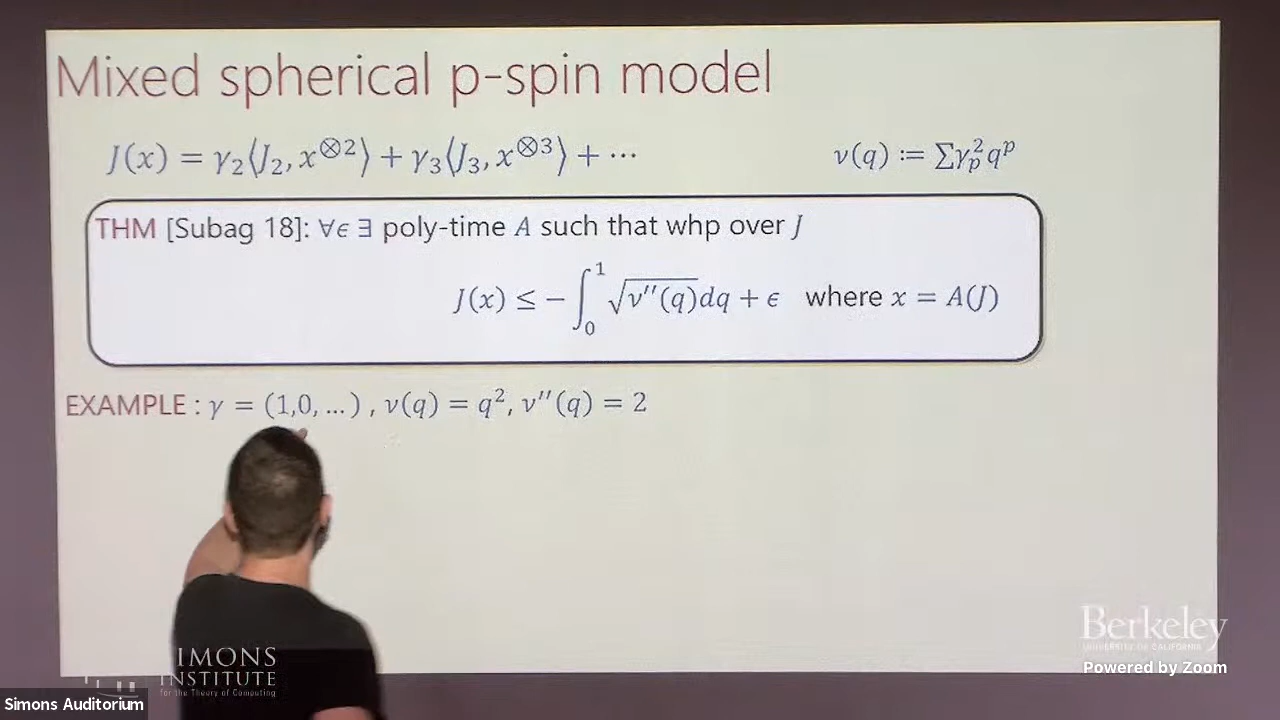 Mixed spherical p-spin model
J(x) = γ₂⟨J₂, x^⊗2⟩ + γ₃⟨J₃, x^⊗3⟩ + ⋯ ν(q) ≔ Σγₚ²qᵖ
THM [Subag 18]: ∀ϵ ∃ poly-time A such that whp over J
J(x) ≤ −∫₀¹ √ν′′(q)dq + ϵ where x = A(J)
EXAMPLE : γ = (1,0, …) , ν(q) = q², ν′′(q) = 2
Berkeley
UNIVERSITY OF CALIFORNIA
Powered by Zoom
IMONS
INSTITUTE
for the Theory of Computing
Simons Auditorium